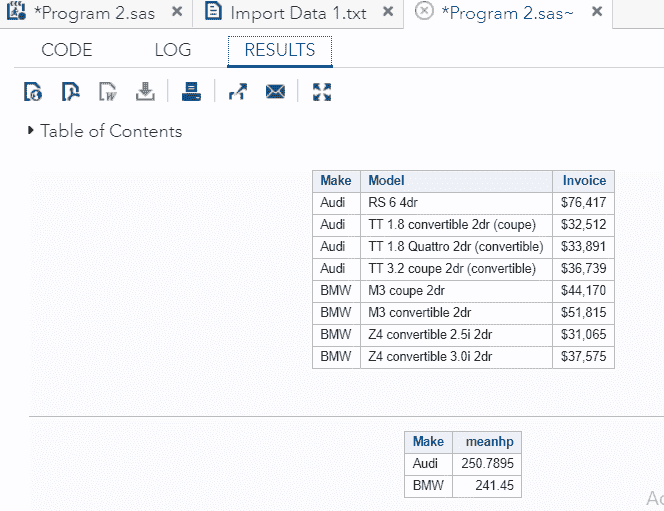 *Program 2.sas × Import Data 1.txt × *Program 2.sas~ ×
CODE LOG RESULTS
Table of Contents
Make Model Invoice
Audi RS 6 4dr $76,417
Audi TT 1.8 convertible 2dr (coupe) $32,512
Audi TT 1.8 Quattro 2dr (convertible) $33,891
Audi TT 3.2 coupe 2dr (convertible) $36,739
BMW M3 coupe 2dr $44,170
BMW M3 convertible 2dr $51,815
BMW Z4 convertible 2.5i 2dr $31,065
BMW Z4 convertible 3.0i 2dr $37,575
Make meanhp
Audi 250.7895
BMW 241.45